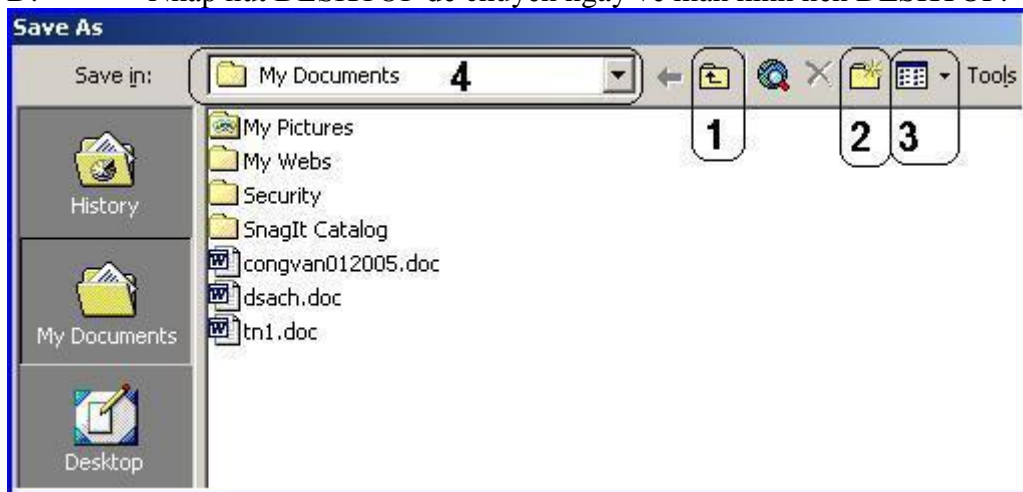 Save As
Save in: My Documents 4 Tools
1 2 3
My Pictures
My Webs
Security
SnagIt Catalog
congvan012005.doc
dsach.doc
tn1.doc
History
My Documents
Desktop